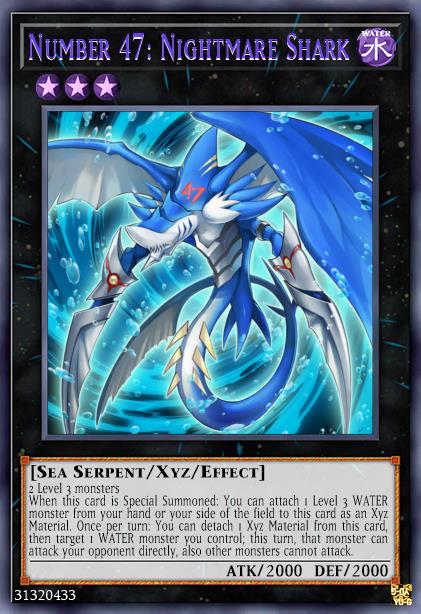 Number 47: Nightmare Shark
WATER
水
47
[Sea Serpent/Xyz/Effect]
2 Level 3 monsters
When this card is Special Summoned: You can attach 1 Level 3 WATER
monster from your hand or your side of the field to this card as an Xyz
Material. Once per turn: You can detach 1 Xyz Material from this card,
then target 1 WATER monster you control; this turn, that monster can
attack your opponent directly, also other monsters cannot attack.
ATK/2000 DEF/2000
31320433